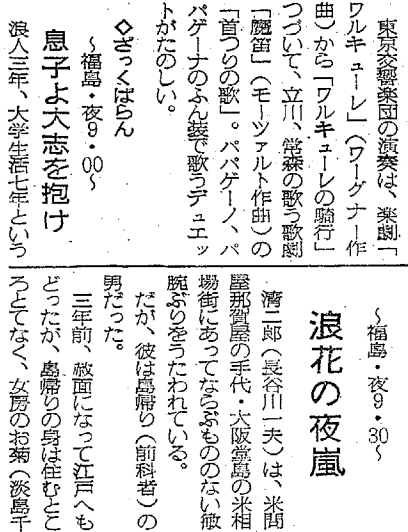 東京交響楽団の演奏は、楽劇「
ワルキューレ」(ワーグナー作
曲)から「ワルキューレの騎行」
つづいて、立川、常森の歌う歌劇
「魔笛」(モーツァルト作曲)の
「首つりの歌」。パパゲーノ、パ
パゲーナのふん装で歌うデュエッ
トがたのしい。
◇ざっくばらん
〜福島・夜9・00〜
息子よ大志を抱け
浪人三年、大学生活七年という
〜福島・夜9・30〜
浪花の夜嵐
清二郎(長谷川一夫)は、米問
屋那賀屋の手代・大阪堂島の米相
場街にあってならぶもののない敏
腕ぶりをうたわれている。
だが、彼は島帰り(前科者)の
男だった。
三年前、赦面になって江戸へも
どったが、島帰りの身は住むとこ
ろとてなく、女房のお菊(淡島千